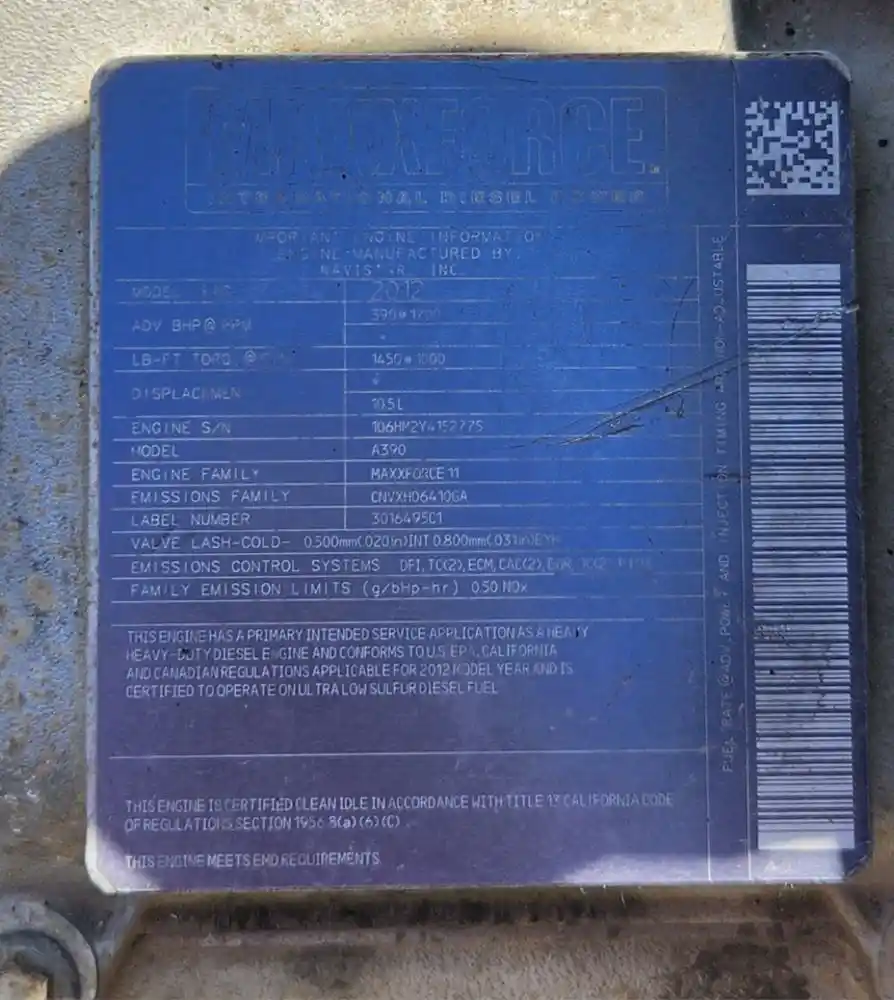 MAXXFORCE
INTERNATIONAL DIESEL POWER
IMPORTANT ENGINE INFORMATION
ENGINE MANUFACTURED BY
NAVISTAR, INC.
MODEL 2012
ADV BHP @ RPM 390@1700
LB-FT TORQ @ 1450@1000
DISPLACEMENT
10.5L
ENGINE S/N 106HM2Y4152775
MODEL A390
ENGINE FAMILY MAXXFORCE 11
EMISSIONS FAMILY CNVXH06410GA
LABEL NUMBER 3016495C1
VALVE LASH-COLD- 0.500mm(.020in)INT 0.800mm(.031in)EXH
EMISSIONS CONTROL SYSTEMS DFI, TC(2), ECM, CAC(2), EGR,
FAMILY EMISSION LIMITS (g/bHp-hr) 0.50 NOx
THIS ENGINE HAS A PRIMARY INTENDED SERVICE APPLICATION AS A HEAVY
HEAVY-DUTY DIESEL ENGINE AND CONFORMS TO U.S. EPA, CALIFORNIA
AND CANADIAN REGULATIONS APPLICABLE FOR 2012 MODEL YEAR AND IS
CERTIFIED TO OPERATE ON ULTRA LOW SULFUR DIESEL FUEL
THIS ENGINE IS CERTIFIED CLEAN IDLE IN ACCORDANCE WITH TITLE 13 CALIFORNIA CODE
OF REGULATIONS SECTION 1956.8(a)(6)(C)
THIS ENGINE MEETS EMD REQUIREMENTS
FUEL RATE @ ADV. POWER AND INJECTION TIMING ARE NON-ADJUSTABLE